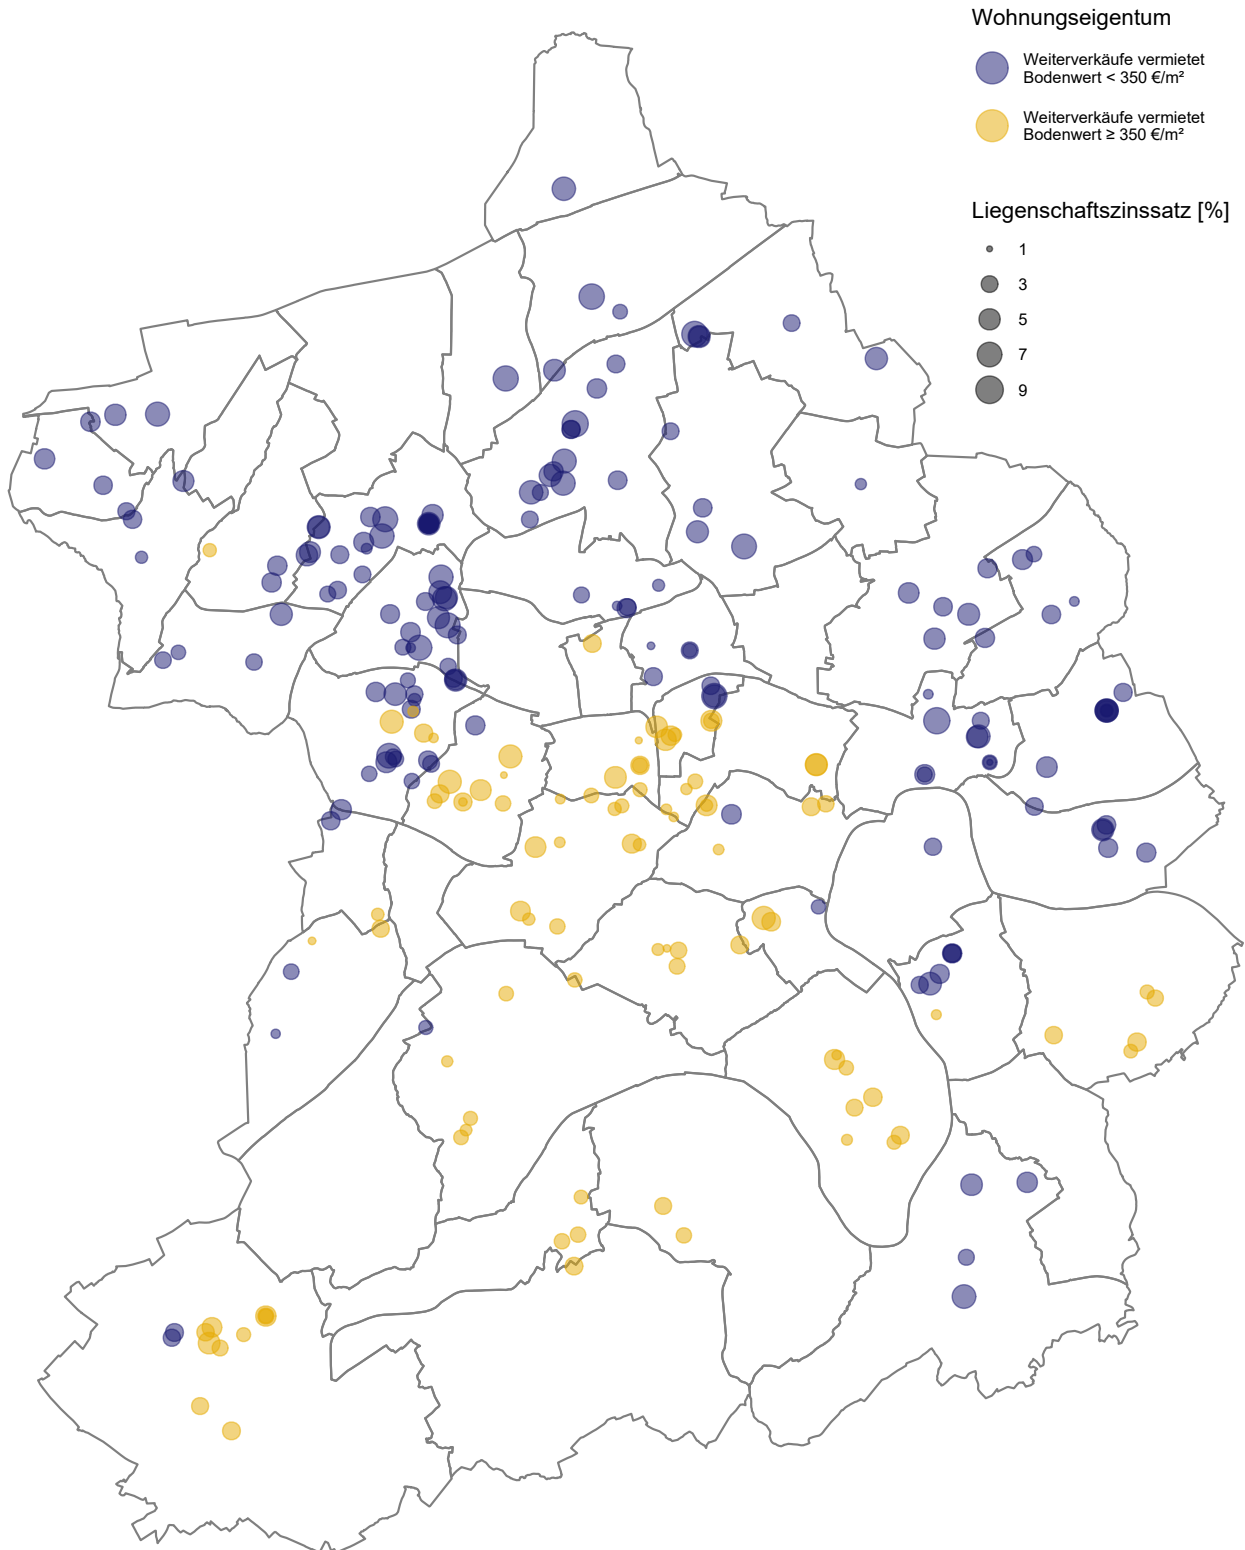 Wohnungseigentum
Weiterverkäufe vermietet
Bodenwert < 350 €/m²
Weiterverkäufe vermietet
Bodenwert ≥ 350 €/m²
Liegenschaftszinssatz [%]
1
3
5
7
9